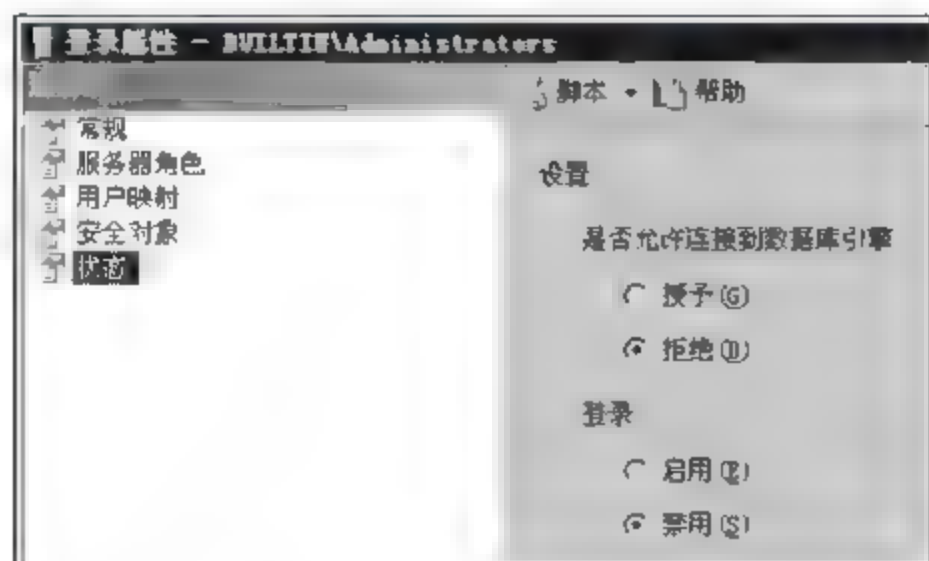 登录属性 - BUILTIN\Administrators
脚本 帮助
常规
服务器角色
用户映射
安全对象
状态
设置
是否允许连接到数据库引擎
授予(G)
拒绝(D)
登录
启用(E)
禁用(S)